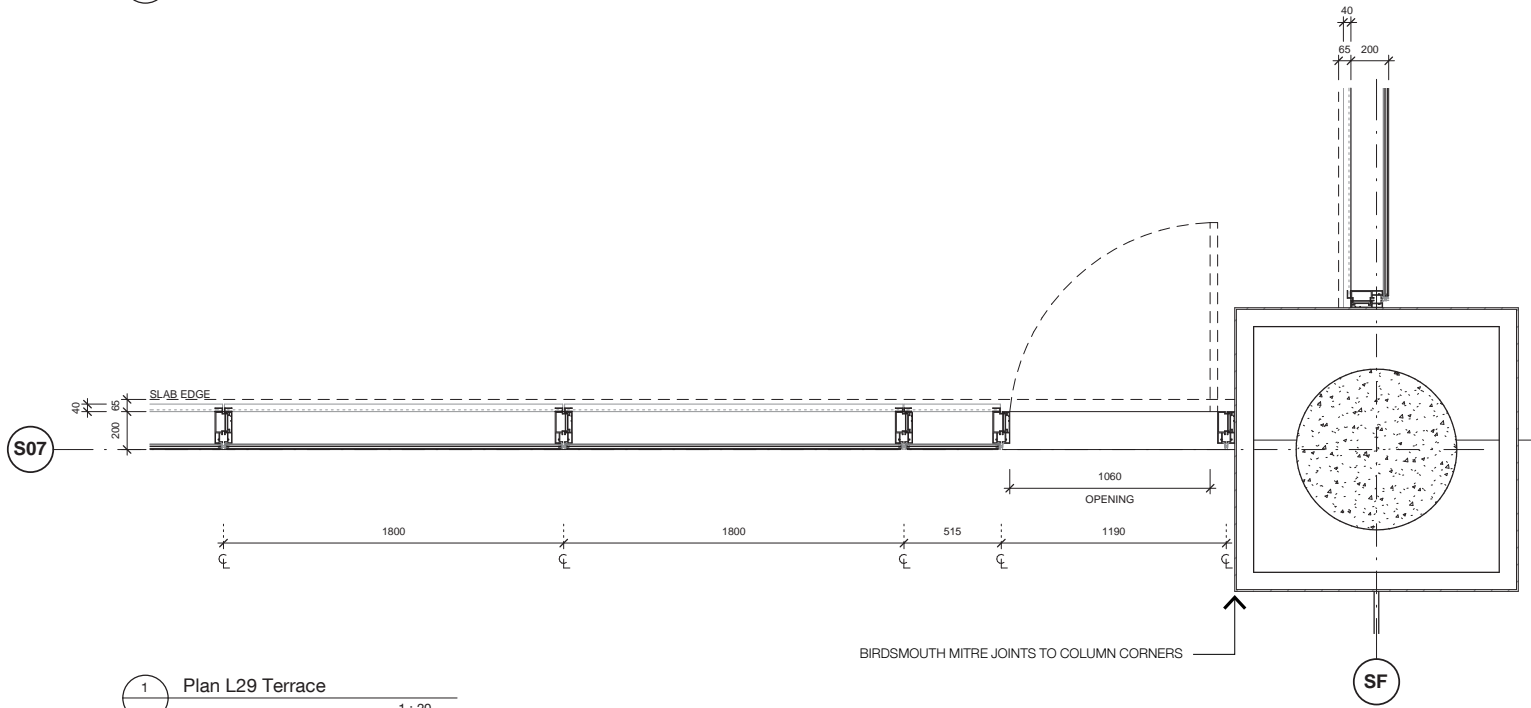 40
65 200
SLAB EDGE
40 65
200
S07
1060
OPENING
1800 1800 515 1190
℄ ℄ ℄ ℄ ℄
BIRDSMOUTH MITRE JOINTS TO COLUMN CORNERS
SF
1 Plan L29 Terrace